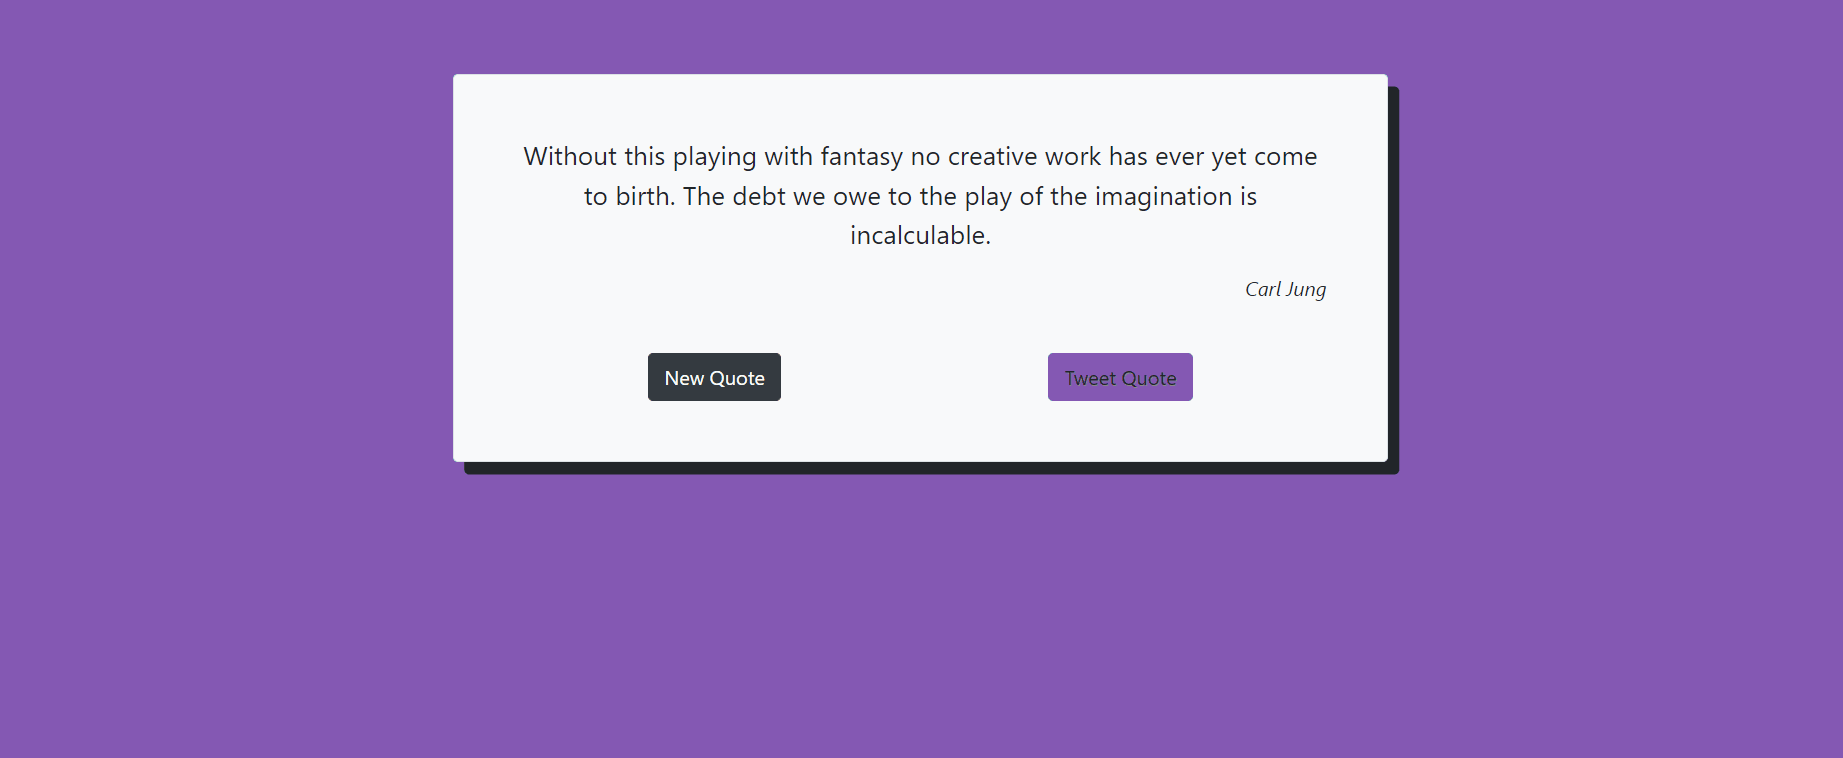 Without this playing with fantasy no creative work has ever yet come
to birth. The debt we owe to the play of the imagination is
incalculable.
Carl Jung
New Quote
Tweet Quote